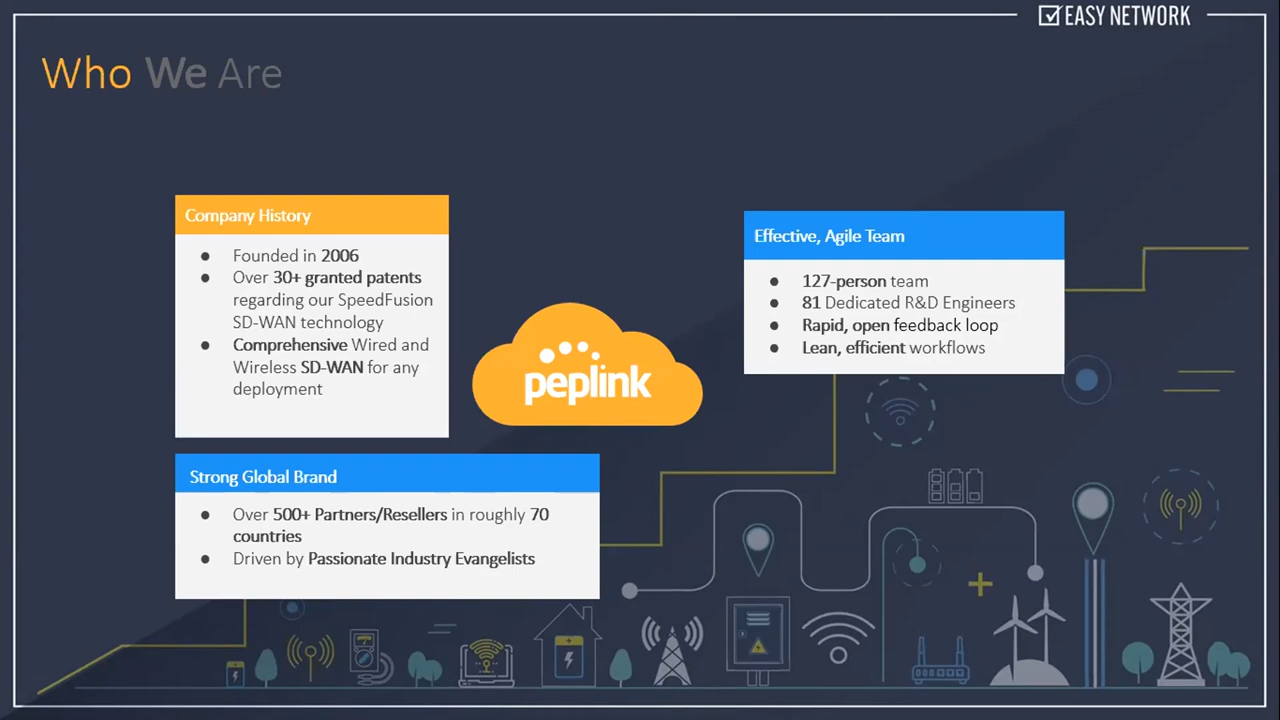 EASY NETWORK
Who We Are
Company History
● Founded in 2006
● Over 30+ granted patents
regarding our SpeedFusion
SD-WAN technology
● Comprehensive Wired and
Wireless SD-WAN for any
deployment
peplink
Effective, Agile Team
● 127-person team
● 81 Dedicated R&D Engineers
● Rapid, open feedback loop
● Lean, efficient workflows
Strong Global Brand
● Over 500+ Partners/Resellers in roughly 70
countries
● Driven by Passionate Industry Evangelists